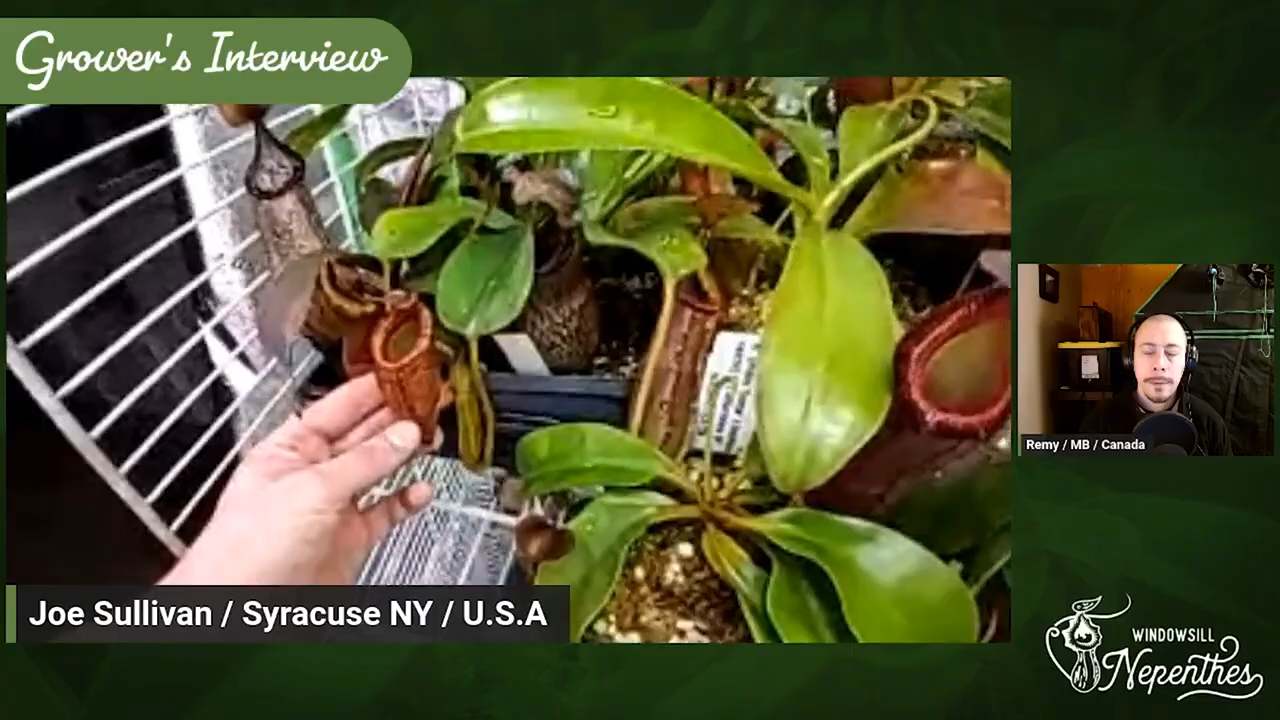 Grower's Interview
Remy / MB / Canada
Joe Sullivan / Syracuse NY / U.S.A
WINDOWSILL
Nepenthes